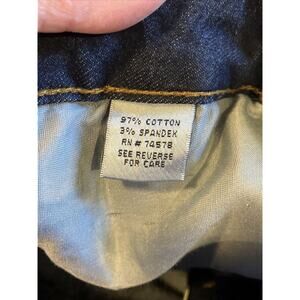 97% COTTON
3% SPANDEX
RN # 74578
SEE REVERSE
FOR CARE